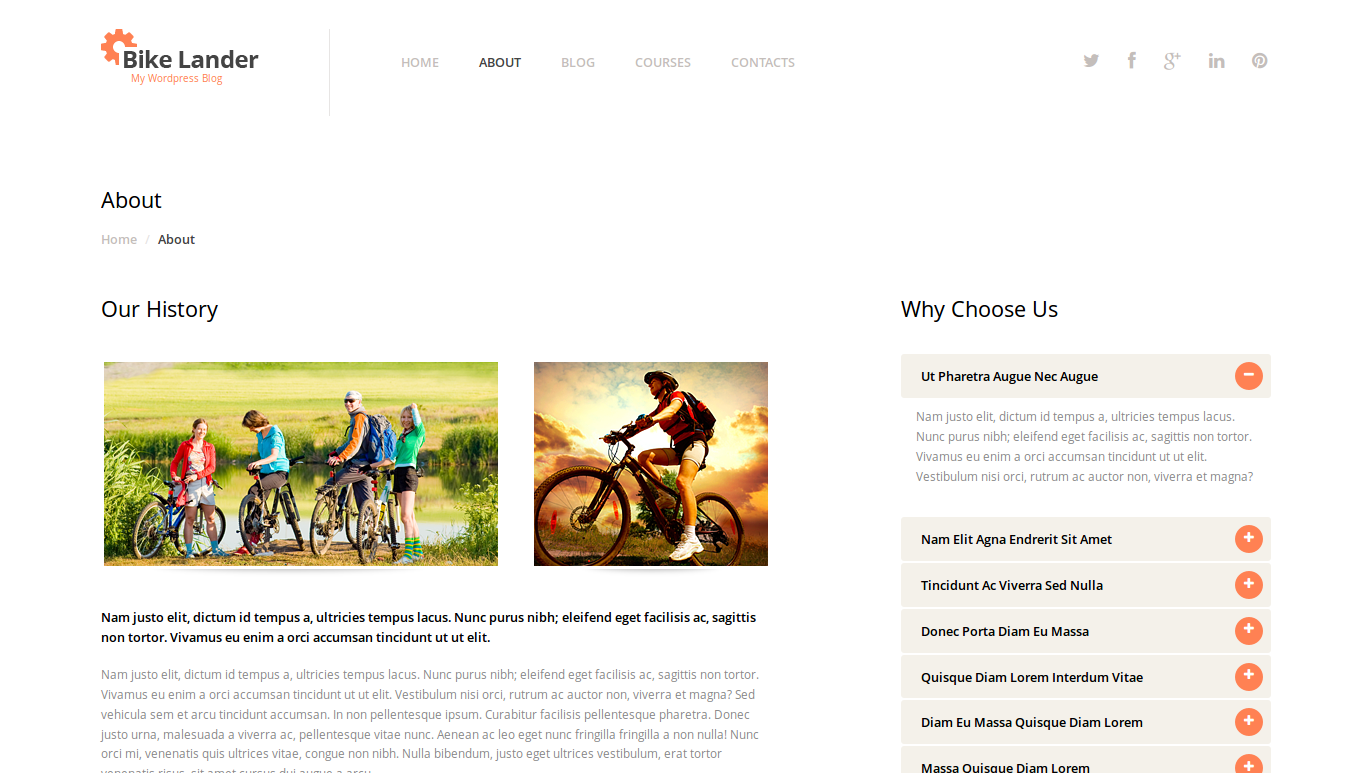 Bike Lander
My Wordpress Blog
HOME
ABOUT
BLOG
COURSES
CONTACTS
About
Home / About
Our History
Nam justo elit, dictum id tempus a, ultricies tempus lacus. Nunc purus nibh; eleifend eget facilisis ac, sagittis
non tortor. Vivamus eu enim a orci accumsan tincidunt ut ut elit.
Nam justo elit, dictum id tempus a, ultricies tempus lacus. Nunc purus nibh; eleifend eget facilisis ac, sagittis non tortor.
Vivamus eu enim a orci accumsan tincidunt ut ut elit. Vestibulum nisi orci, rutrum ac auctor non, viverra et magna? Sed
vehicula sem et arcu tincidunt accumsan. In non pellentesque ipsum. Curabitur facilisis pellentesque pharetra. Donec
justo urna, malesuada a viverra ac, pellentesque vitae nunc. Aenean ac leo eget nunc fringilla fringilla a non nulla! Nunc
orci mi, venenatis quis ultrices vitae, congue non nibh. Nulla bibendum, justo eget ultrices vestibulum, erat tortor
venenatis risus, sit amet cursus dui augue a arcu.
Why Choose Us
Ut Pharetra Augue Nec Augue
Nam justo elit, dictum id tempus a, ultricies tempus lacus.
Nunc purus nibh; eleifend eget facilisis ac, sagittis non tortor.
Vivamus eu enim a orci accumsan tincidunt ut ut elit.
Vestibulum nisi orci, rutrum ac auctor non, viverra et magna?
Nam Elit Agna Endrerit Sit Amet
Tincidunt Ac Viverra Sed Nulla
Donec Porta Diam Eu Massa
Quisque Diam Lorem Interdum Vitae
Diam Eu Massa Quisque Diam Lorem
Massa Quisque Diam Lorem